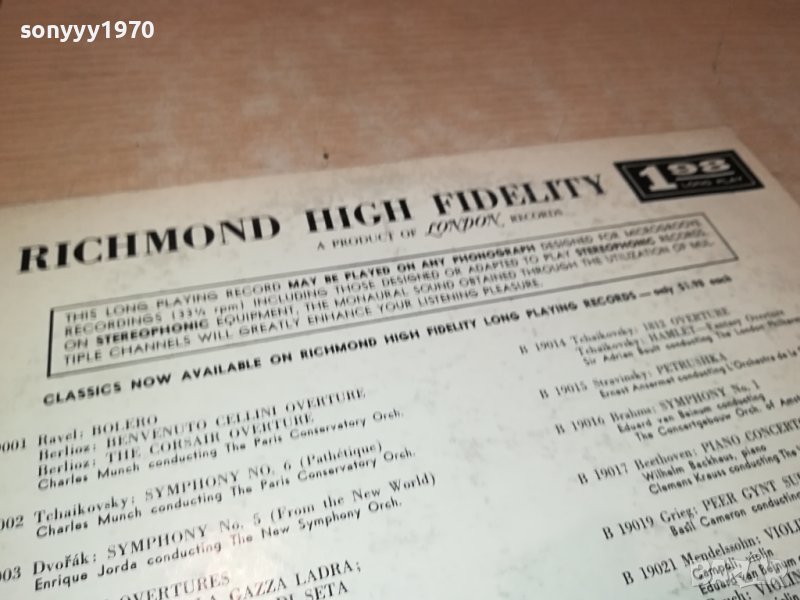 sonyyy1970
RICHMOND HIGH FIDELITY
198
LONG PLAY
A PRODUCT OF LONDON RECORDS
THIS LONG PLAYING RECORD MAY BE PLAYED ON ANY PHONOGRAPH DESIGNED FOR MICROGROOVE
RECORDINGS (33⅓ rpm) INCLUDING THOSE DESIGNED OR ADAPTED TO PLAY STEREOPHONIC RECORDS.
ON STEREOPHONIC EQUIPMENT, THE MONAURAL SOUND OBTAINED THROUGH THE UTILIZATION OF MUL-
TIPLE CHANNELS WILL GREATLY ENHANCE YOUR LISTENING PLEASURE.
CLASSICS NOW AVAILABLE ON RICHMOND HIGH FIDELITY LONG PLAYING RECORDS — only $1.98 each
9001 Ravel: BOLERO
Berlioz: BENVENUTO CELLINI OVERTURE
Berlioz: THE CORSAIR OVERTURE
Charles Munch conducting The Paris Conservatory Orch.
002 Tchaikovsky: SYMPHONY NO. 6 (Pathétique)
Charles Munch conducting The Paris Conservatory Orch.
003 Dvořák: SYMPHONY No. 5 (From the New World)
Enrique Jorda conducting The New Symphony Orch.
OVERTURES
LA GAZZA LADRA;
DI SETA
B 19014 Tchaikovsky: 1812 OVERTURE
Tchaikovsky: HAMLET—Fantasy Overture
Sir Adrian Boult conducting The London Philharmo
B 19015 Stravinsky: PETRUSHKA
Ernest Ansermet conducting L'Orchestre de la S
B 19016 Brahms: SYMPHONY No. 1
Eduard van Beinum conducting
The Concertgebouw Orch. of Amst
B 19017 Beethoven: PIANO CONCERT
Wilhelm Backhaus, piano
Clemens Krauss conducting The
B 19019 Grieg: PEER GYNT SU
Basil Cameron conducting
B 19021 Mendelssohn: VIOLI
Campoli, violin
Eduard van Beinum
VIOLIN